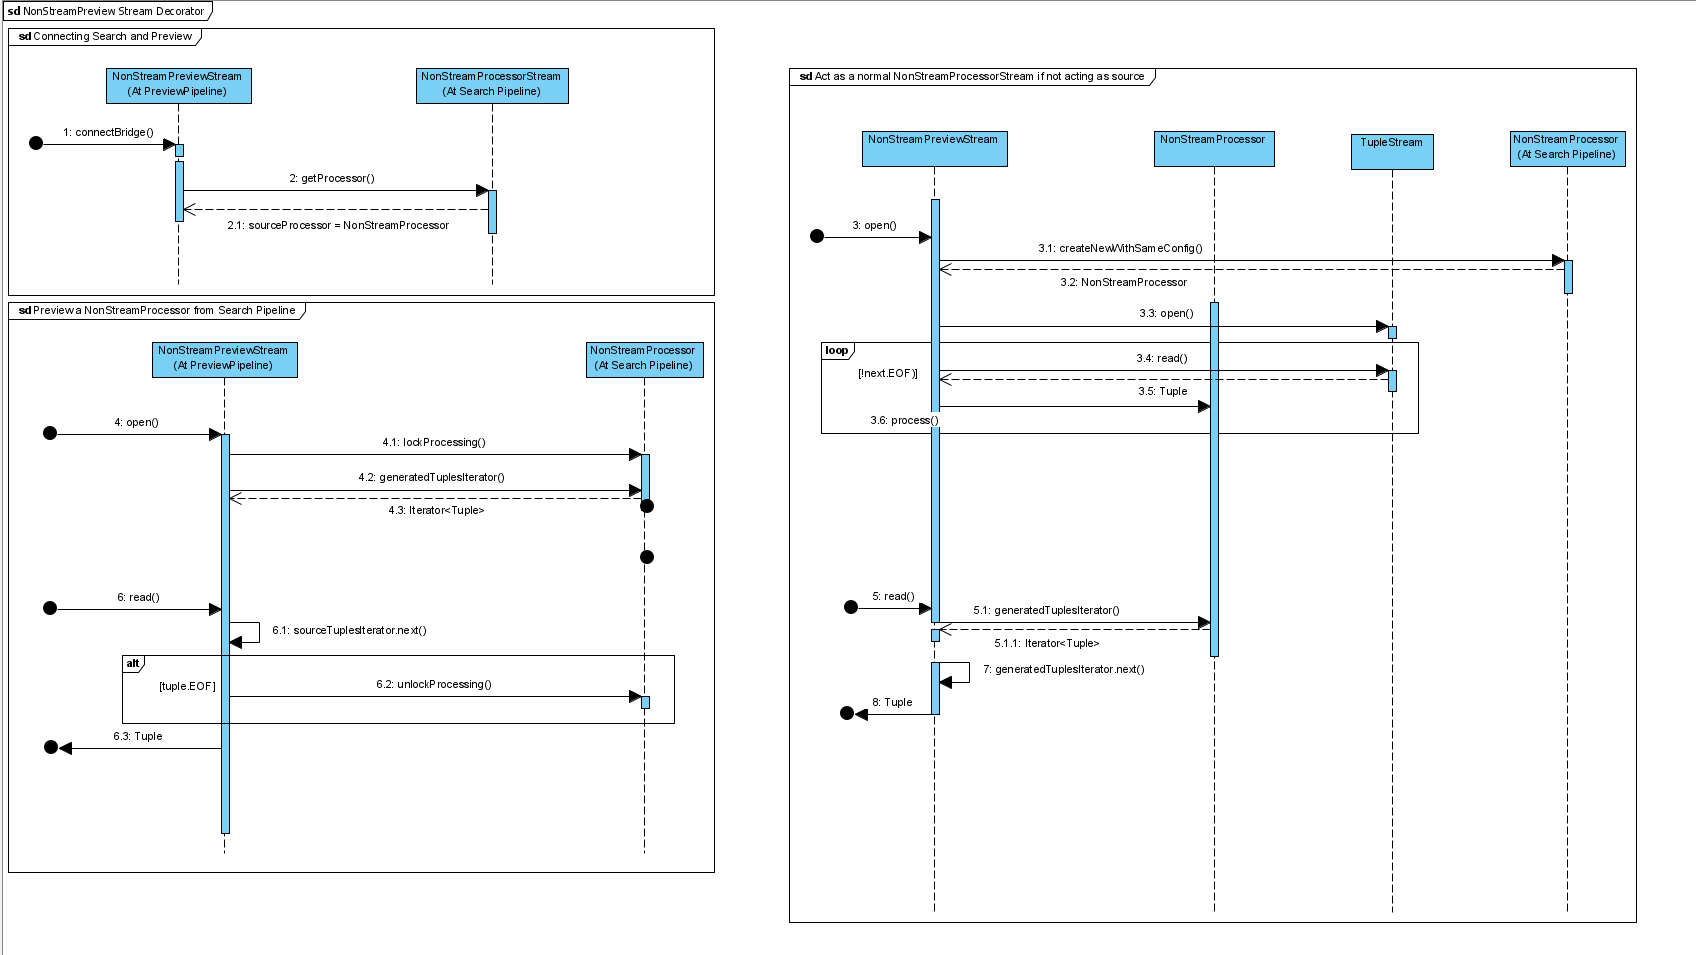 sd NonStreamPreview Stream Decorator
sd Connecting Search and Preview
NonStreamPreviewStream
(At PreviewPipeline)
NonStreamProcessorStream
(At Search Pipeline)
1: connectBridge()
2: getProcessor()
2.1: sourceProcessor = NonStreamProcessor
sd Preview a NonStreamProcessor from Search Pipeline
NonStreamPreviewStream
(At PreviewPipeline)
NonStreamProcessor
(At Search Pipeline)
4: open()
4.1: lockProcessing()
4.2: generatedTuplesIterator()
4.3: Iterator<Tuple>
6: read()
6.1: sourceTuplesIterator.next()
alt
[tuple.EOF]
6.2: unlockProcessing()
6.3: Tuple
sd Act as a normal NonStreamProcessorStream if not acting as source
NonStreamPreviewStream
NonStreamProcessor
TupleStream
NonStreamProcessor
(At Search Pipeline)
3: open()
3.1: createNewWithSameConfig()
3.2: NonStreamProcessor
3.3: open()
loop
[!next.EOF)]
3.4: read()
3.5: Tuple
3.6: process()
5: read()
5.1: generatedTuplesIterator()
5.1.1: Iterator<Tuple>
7: generatedTuplesIterator.next()
8: Tuple